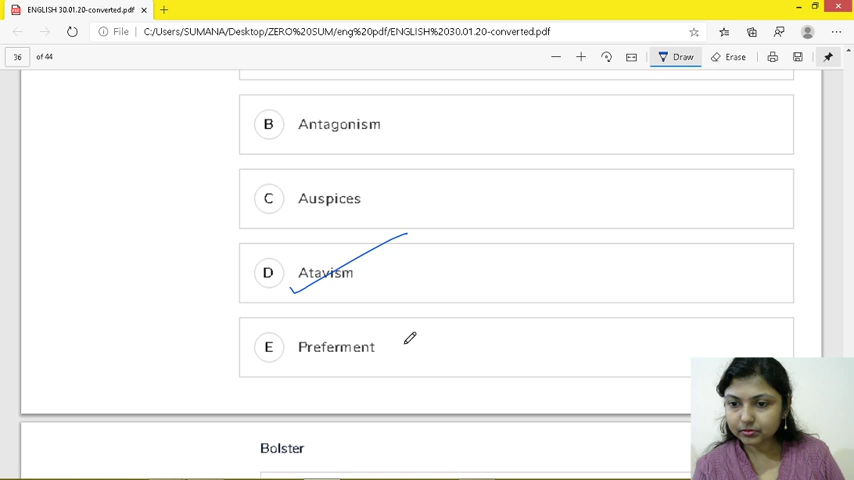 ENGLISH 30.01.20-converted.pdf
File
C:/Users/SUMANA/Desktop/ZERO%20SUM/eng%20pdf/ENGLISH%2030.01.20-converted.pdf
36 of 44
Draw
Erase
B Antagonism
C Auspices
D Atavism
E Preferment
Bolster